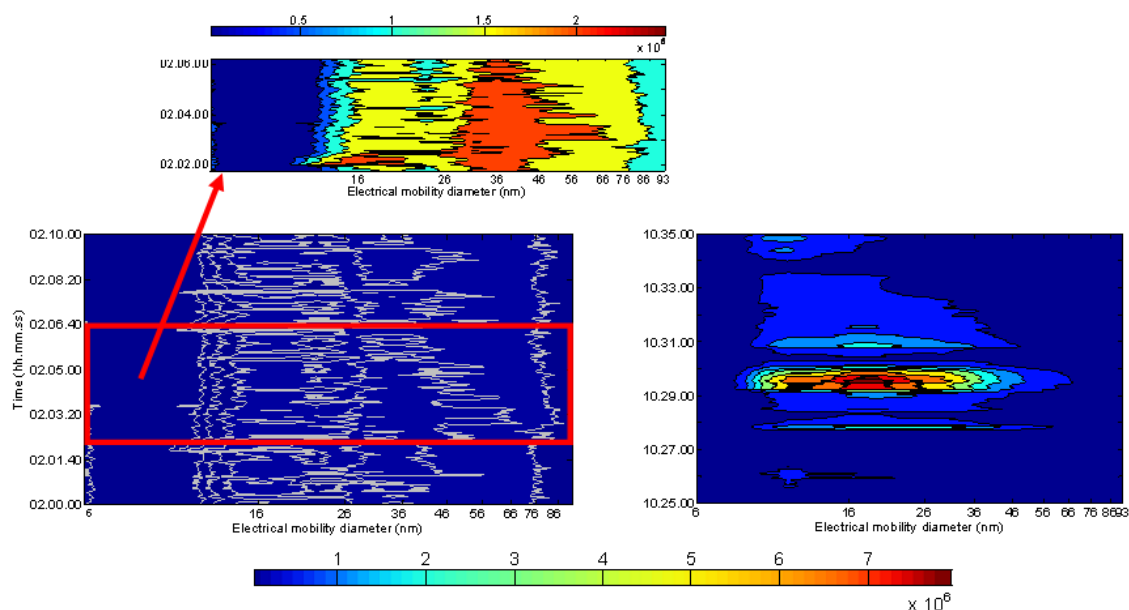 0.5 1 1.5 2
x 10^6
02.06.00
02.04.00
02.02.00
16 26 36 46 56 66 76 86 93
Electrical mobility diameter (nm)
Time (hh.mm.ss)
02.10.00
02.08.20
02.06.40
02.05.00
02.03.20
02.01.40
02.00.00
6 16 26 36 46 56 66 76 86
Electrical mobility diameter (nm)
10.35.00
10.33.00
10.31.00
10.29.00
10.27.00
10.25.00
6 16 26 36 46 56 66 76 8693
Electrical mobility diameter (nm)
1 2 3 4 5 6 7
x 10^6